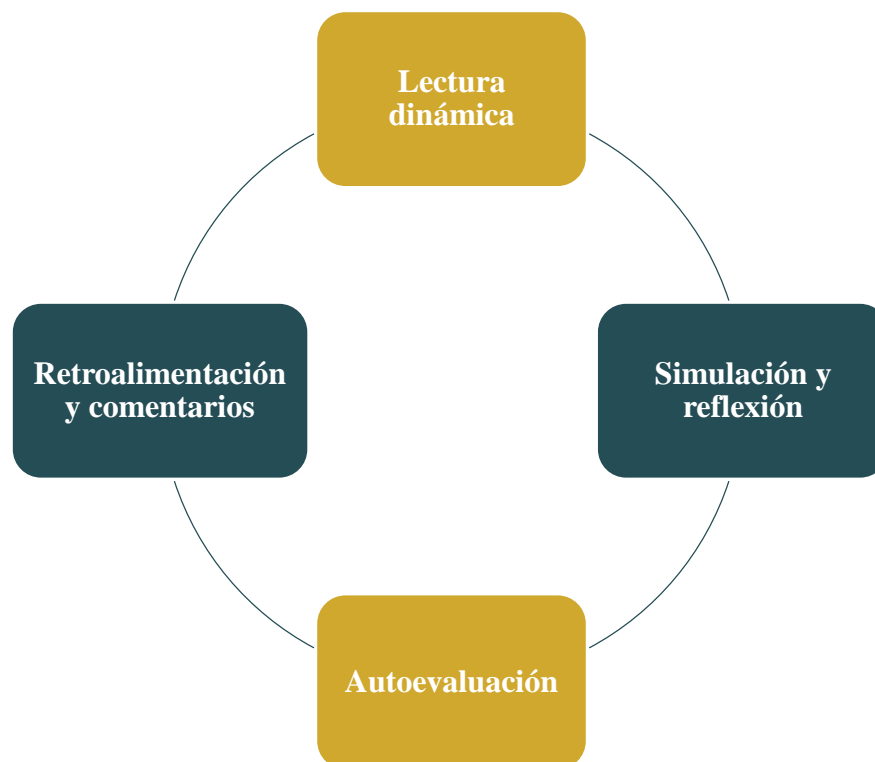 Lectura
dinámica
Retroalimentación
y comentarios
Simulación y
reflexión
Autoevaluación